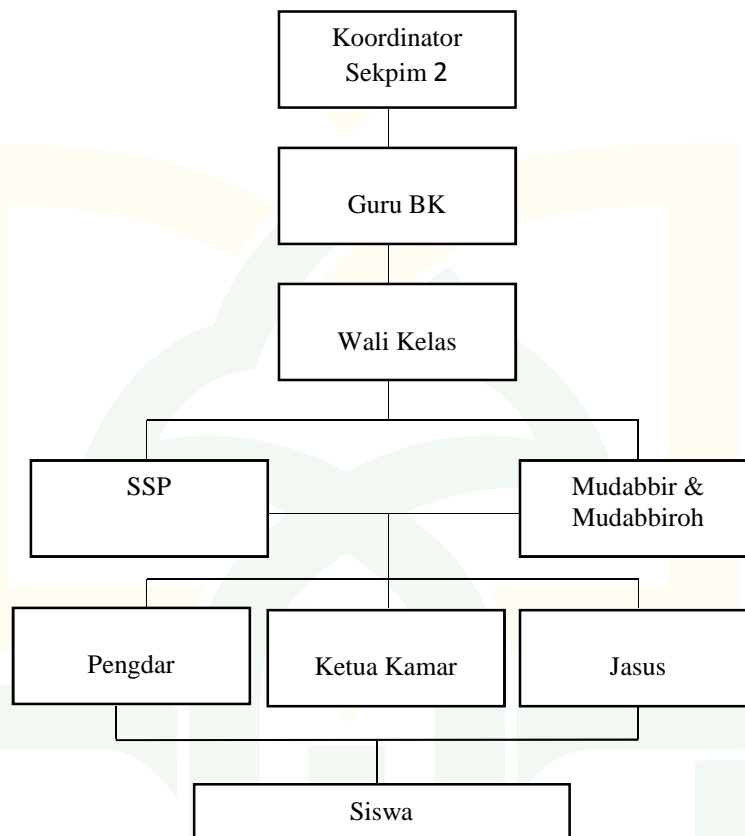 Koordinator
Sekpim 2
Guru BK
Wali Kelas
SSP
Mudabbir &
Mudabbiroh
Pengdar
Ketua Kamar
Jasus
Siswa